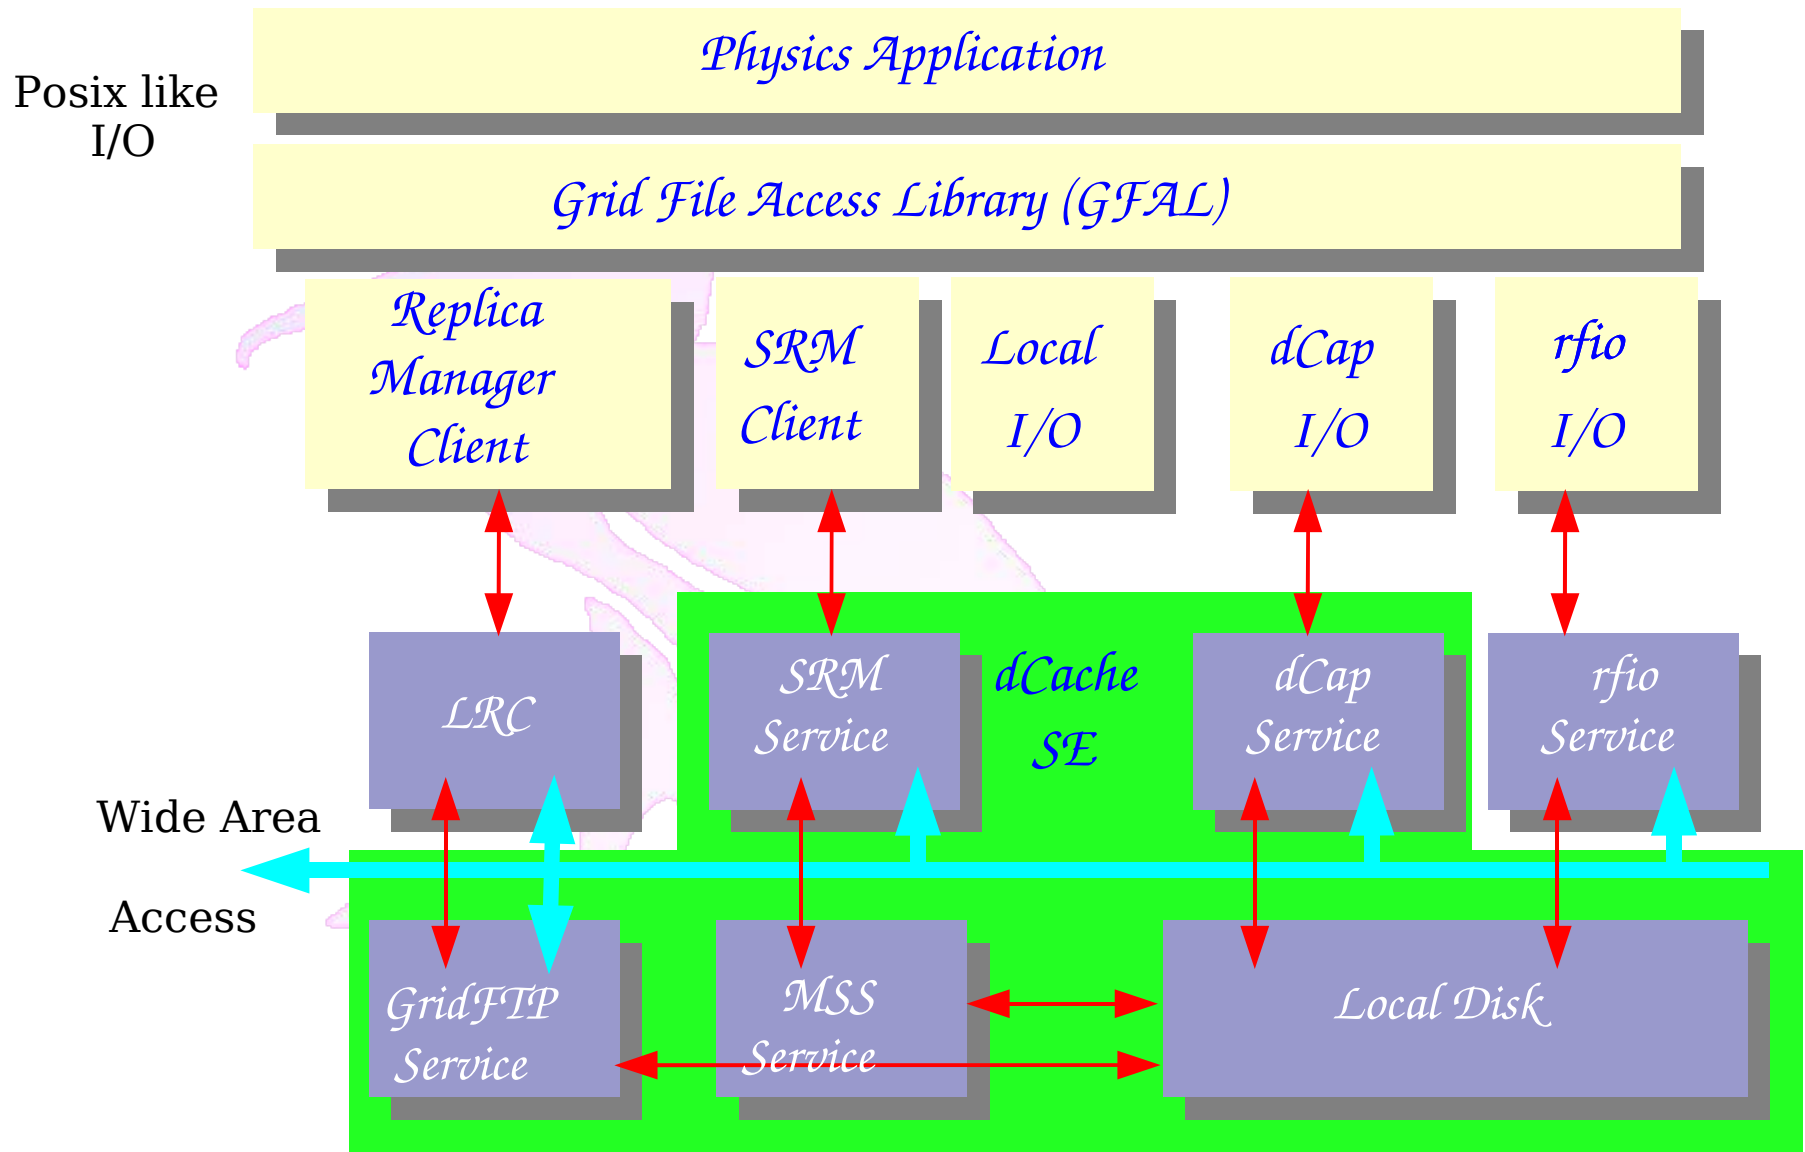 Physics Application
Posix like
I/O
Grid File Access Library (GFAL)
Replica
Manager
Client
SRM
Client
Local
I/O
dCap
I/O
rfio
I/O
LRC
SRM
Service
dCache
SE
dCap
Service
rfio
Service
Wide Area
Access
GridFTP
Service
MSS
Service
Local Disk